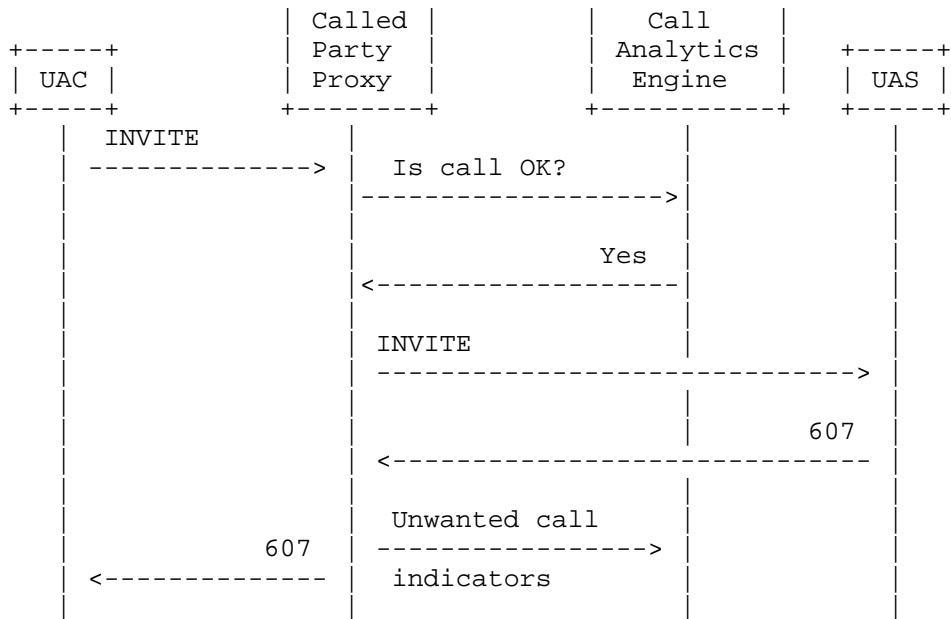 Called Call
Party Analytics
UAC Proxy Engine UAS
INVITE
Is call OK?
Yes
INVITE
607
Unwanted call
607
indicators